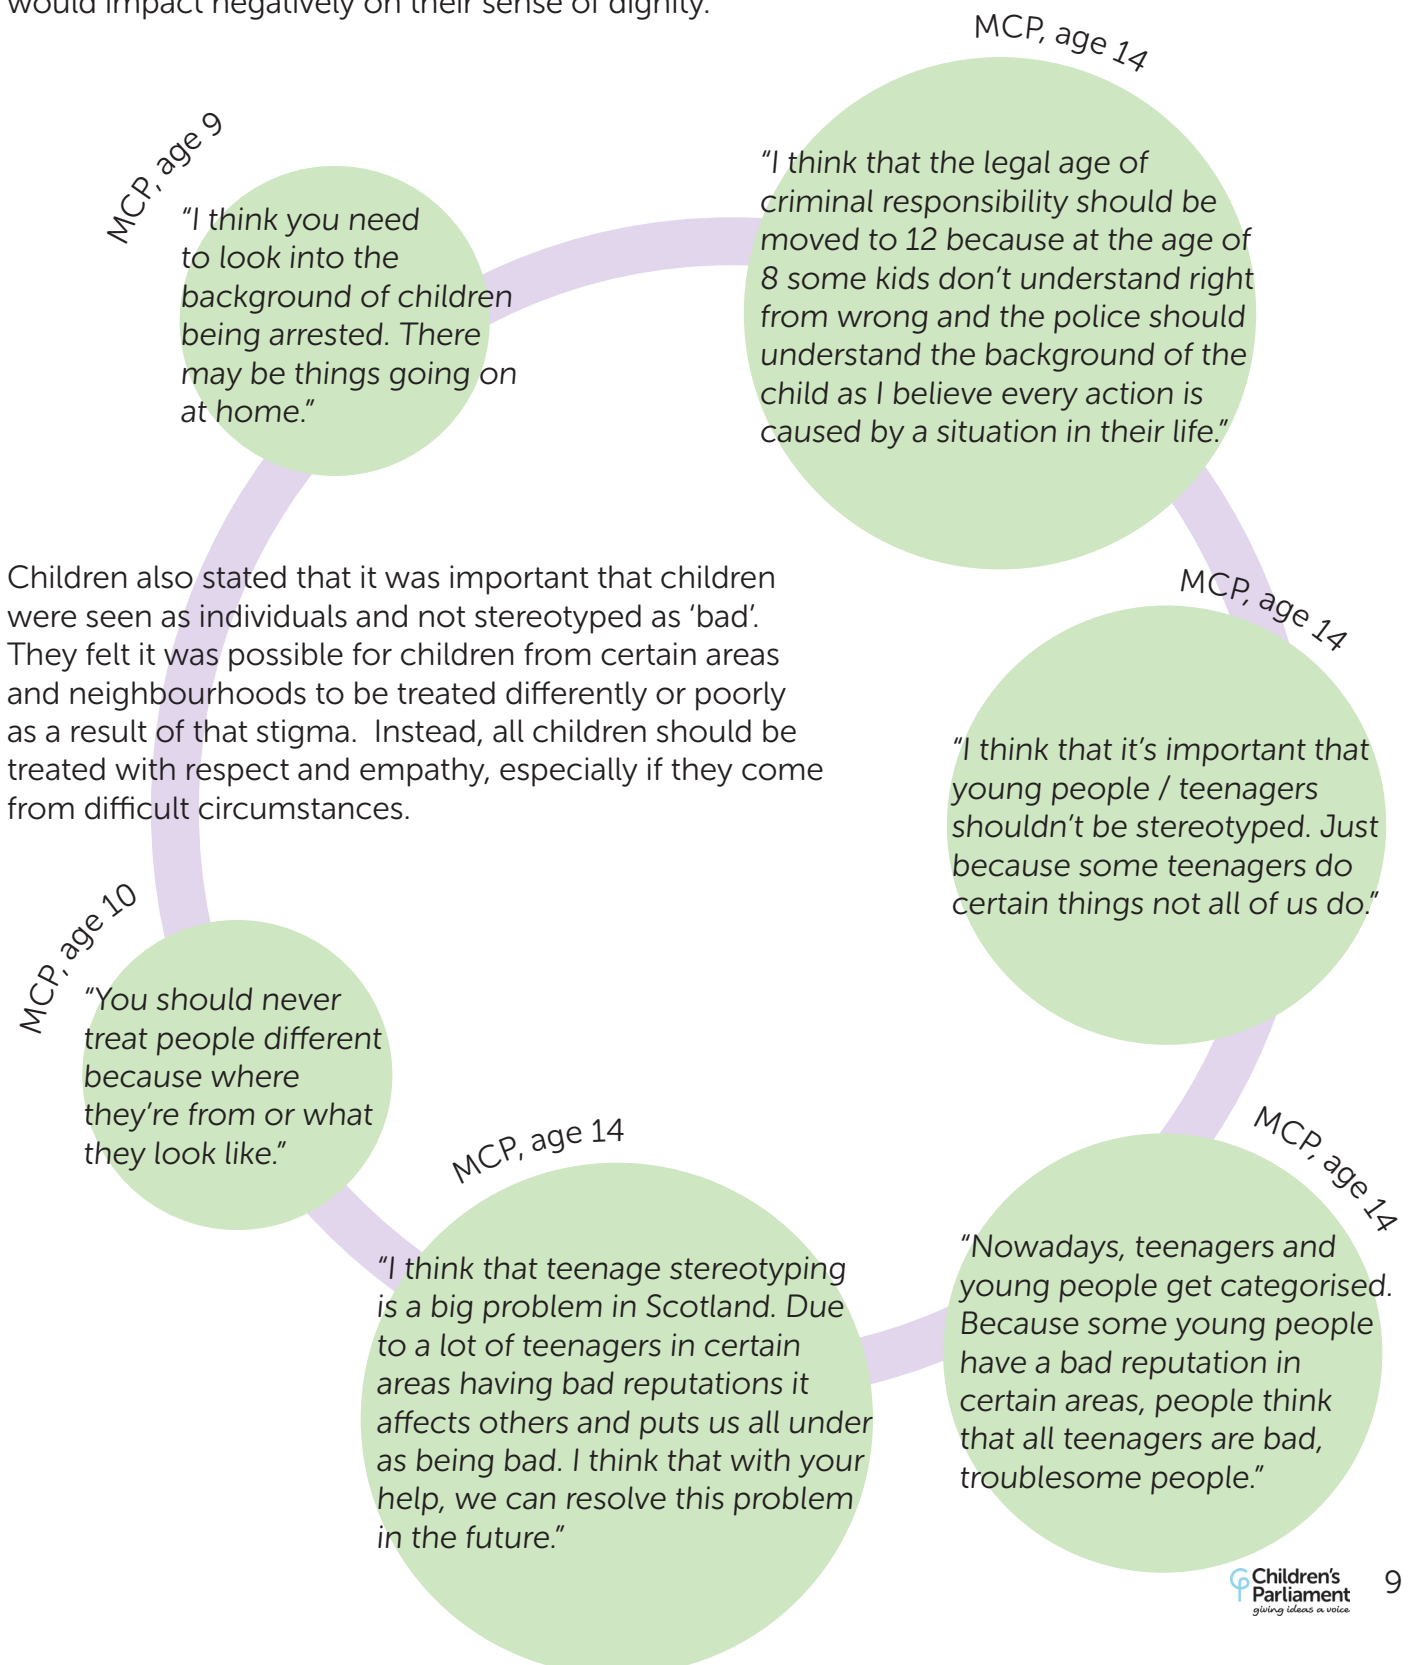 would impact negatively on their sense of dignity.
MCP, age 14
MCP, age 9
"I think you need
to look into the
background of children
being arrested. There
may be things going on
at home."
"I think that the legal age of
criminal responsibility should be
moved to 12 because at the age of
8 some kids don't understand right
from wrong and the police should
understand the background of the
child as I believe every action is
caused by a situation in their life."
Children also stated that it was important that children
were seen as individuals and not stereotyped as 'bad'.
They felt it was possible for children from certain areas
and neighbourhoods to be treated differently or poorly
as a result of that stigma.  Instead, all children should be
treated with respect and empathy, especially if they come
from difficult circumstances.
MCP, age 14
"I think that it's important that
young people / teenagers
shouldn't be stereotyped. Just
because some teenagers do
certain things not all of us do."
MCP, age 10
"You should never
treat people different
because where
they're from or what
they look like."
MCP, age 14
"I think that teenage stereotyping
is a big problem in Scotland. Due
to a lot of teenagers in certain
areas having bad reputations it
affects others and puts us all under
as being bad. I think that with your
help, we can resolve this problem
in the future."
MCP, age 14
"Nowadays, teenagers and
young people get categorised.
Because some young people
have a bad reputation in
certain areas, people think
that all teenagers are bad,
troublesome people."
Children's
Parliament
giving ideas a voice
9